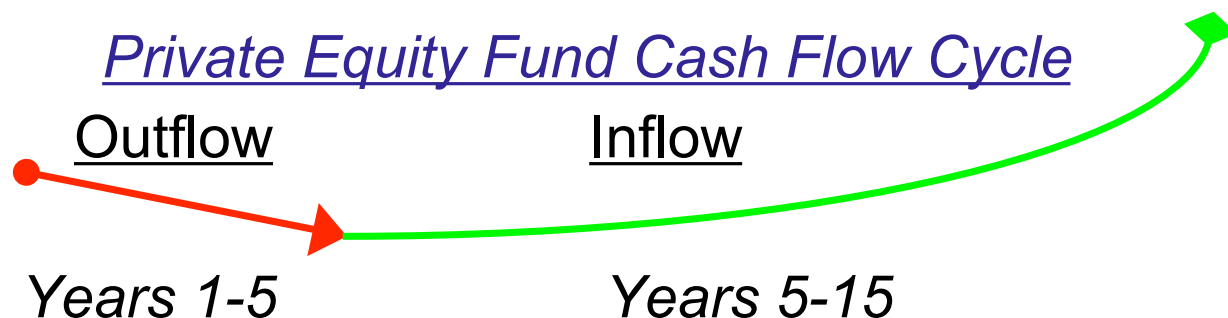 Private Equity Fund Cash Flow Cycle
Outflow Inflow
Years 1-5 Years 5-15